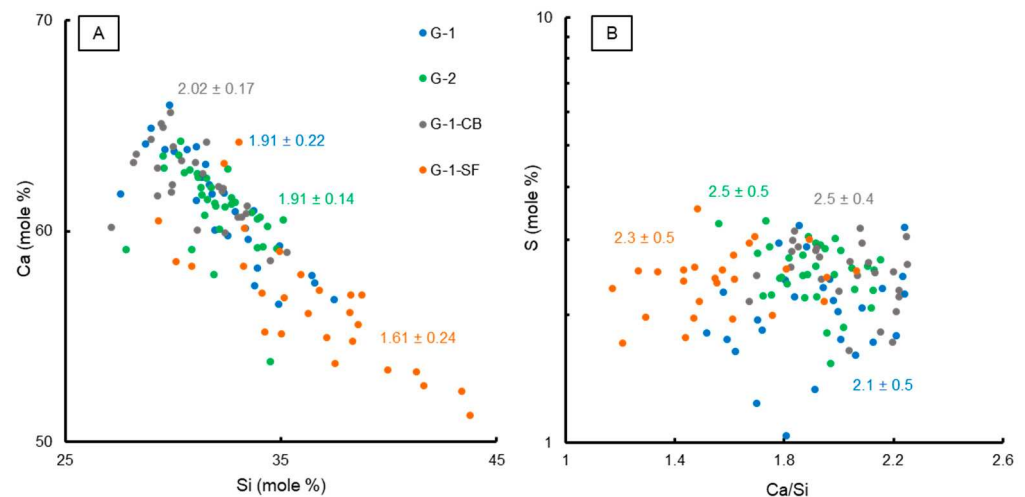 A
70
60
50
25
35
45
Ca (mole %)
Si (mole %)
2.02 ± 0.17
1.91 ± 0.22
1.91 ± 0.14
1.61 ± 0.24
G-1
G-2
G-1-CB
G-1-SF
B
10
1
1
1.4
1.8
2.2
2.6
S (mole %)
Ca/Si
2.5 ± 0.5
2.5 ± 0.4
2.3 ± 0.5
2.1 ± 0.5